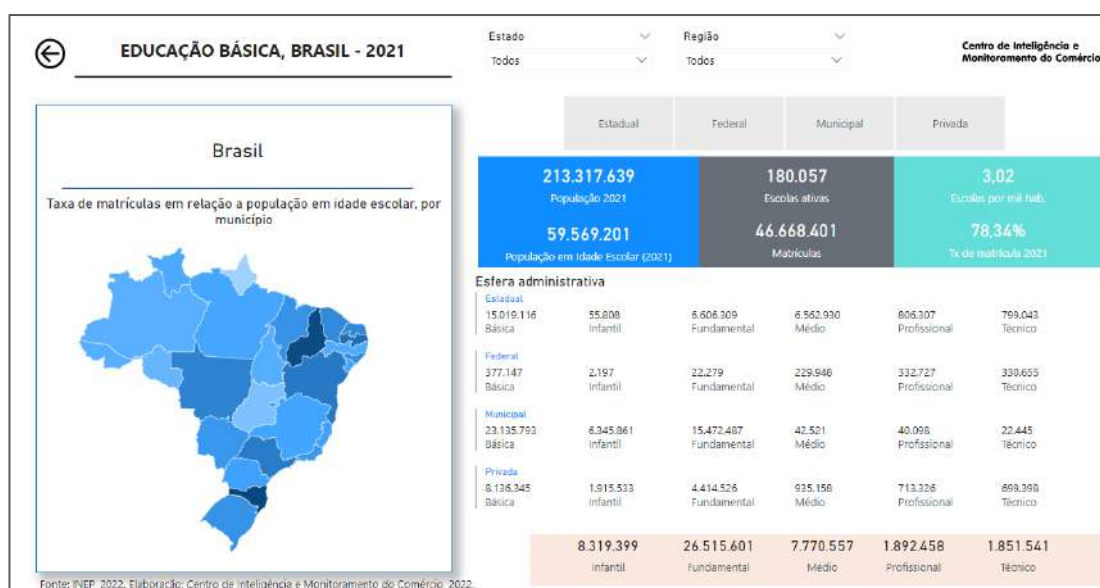 EDUCAÇÃO BÁSICA, BRASIL - 2021
Estado
Todos
Região
Todos
Centro de Inteligência e
Monitoramento do Comércio
Brasil
Taxa de matrículas em relação a população em idade escolar, por
município
Estadual Federal Municipal Privada
213.317.639
População 2021
59.569.201
População em Idade Escolar (2021)
180.057
Escolas ativas
46.668.401
Matrículas
3,02
Escolas por mil hab.
78,34%
Tx de matrícula 2021
Esfera administrativa
Estadual
15.019.116 55.808 6.606.309 6.562.930 806.307 799.043
Básica Infantil Fundamental Médio Profissional Técnico
Federal
377.147 2.197 22.279 229.948 332.727 330.655
Básica Infantil Fundamental Médio Profissional Técnico
Municipal
23.135.793 6.345.861 15.472.487 42.521 40.098 22.445
Básica Infantil Fundamental Médio Profissional Técnico
Privada
8.136.345 1.915.533 4.414.526 935.158 713.326 699.398
Básica Infantil Fundamental Médio Profissional Técnico
8.319.399 26.515.601 7.770.557 1.892.458 1.851.541
Infantil Fundamental Médio Profissional Técnico
Fonte: INEP, 2022. Elaboração: Centro de Inteligência e Monitoramento do Comércio, 2022.